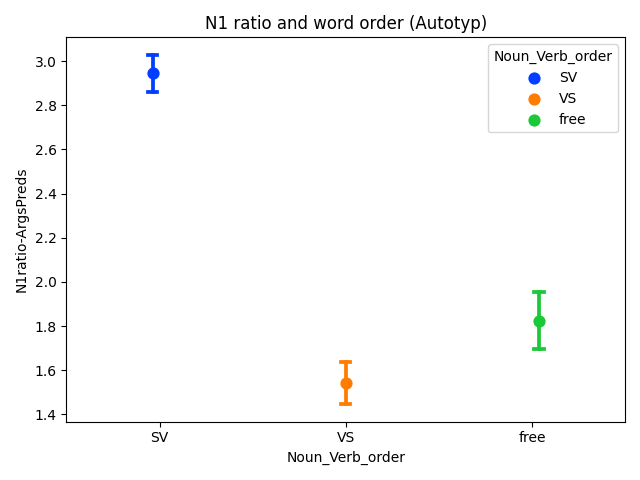 N1 ratio and word order (Autotyp)
N1ratio-ArgsPreds
3.0
2.8
2.6
2.4
2.2
2.0
1.8
1.6
1.4
Noun_Verb_order
SV
VS
free
SV
VS
free
Noun_Verb_order